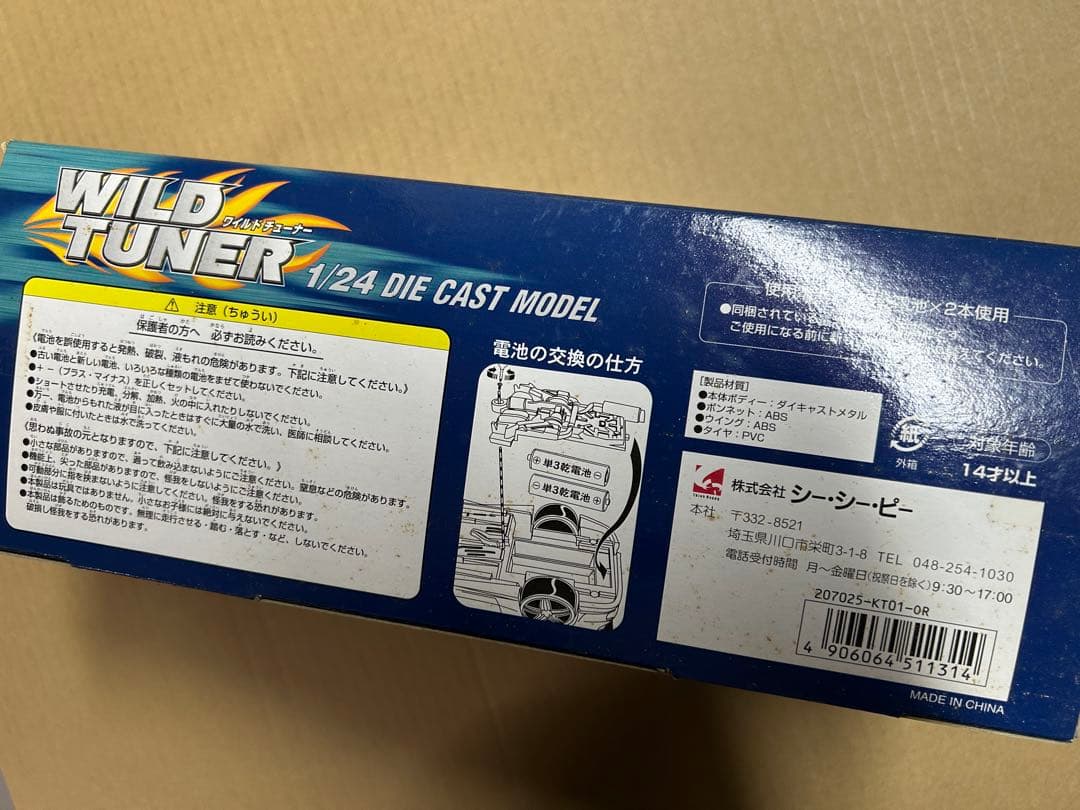 WILD
TUNER
ワイルドチューナー
1/24 DIE CAST MODEL
注意（ちゅうい）
保護者の方へ 必ずお読みください。
《電池を誤使用すると発熱、破裂、液もれの危険があります。下記に注意してください。》
●古い電池と新しい電池、いろいろな種類の電池をまぜて使わないでください。
●＋－（プラス・マイナス）を正しくセットしてください。
●ショートさせたり充電、分解、加熱、火の中に入れたりしないでください。
●万一、電池からもれた液が目に入ったときはすぐに大量の水で洗い、医師に相談してください。
●皮膚や服に付いたときは水で洗ってください。
《思わぬ事故の元となりますので、下記に注意してください。》
●小さな部品がありますので、誤って飲み込まないようにご注意ください。窒息などの危険があります。
●機能上、尖った部品がありますので、怪我をしないようにご注意ください。
●可動部分に指を挟まないように注意してください。怪我をする恐れがあります。
●本製品は玩具ではありません。小さなお子様には絶対に与えないでください。
●本製品は飾るためのものです。無理に走行させる・踏む・落とす・など、しないでください。
破損し怪我をする恐れがあります。
電池の交換の仕方
単3乾電池
単3乾電池
使用 ×2本使用
●同梱されている
ご使用になる前に ください。
[製品材質]
●本体ボディー：ダイキャストメタル
●ボンネット：ABS
●ウイング：ABS
●タイヤ：PVC
紙
外箱
対象年齢
14才以上
株式会社 シー・シー・ピー
本社 〒332-8521
埼玉県川口市栄町3-1-8 TEL 048-254-1030
電話受付時間 月～金曜日(祝祭日を除く)9:30～17:00
207025-KT01-OR
4 906064 511314
MADE IN CHINA